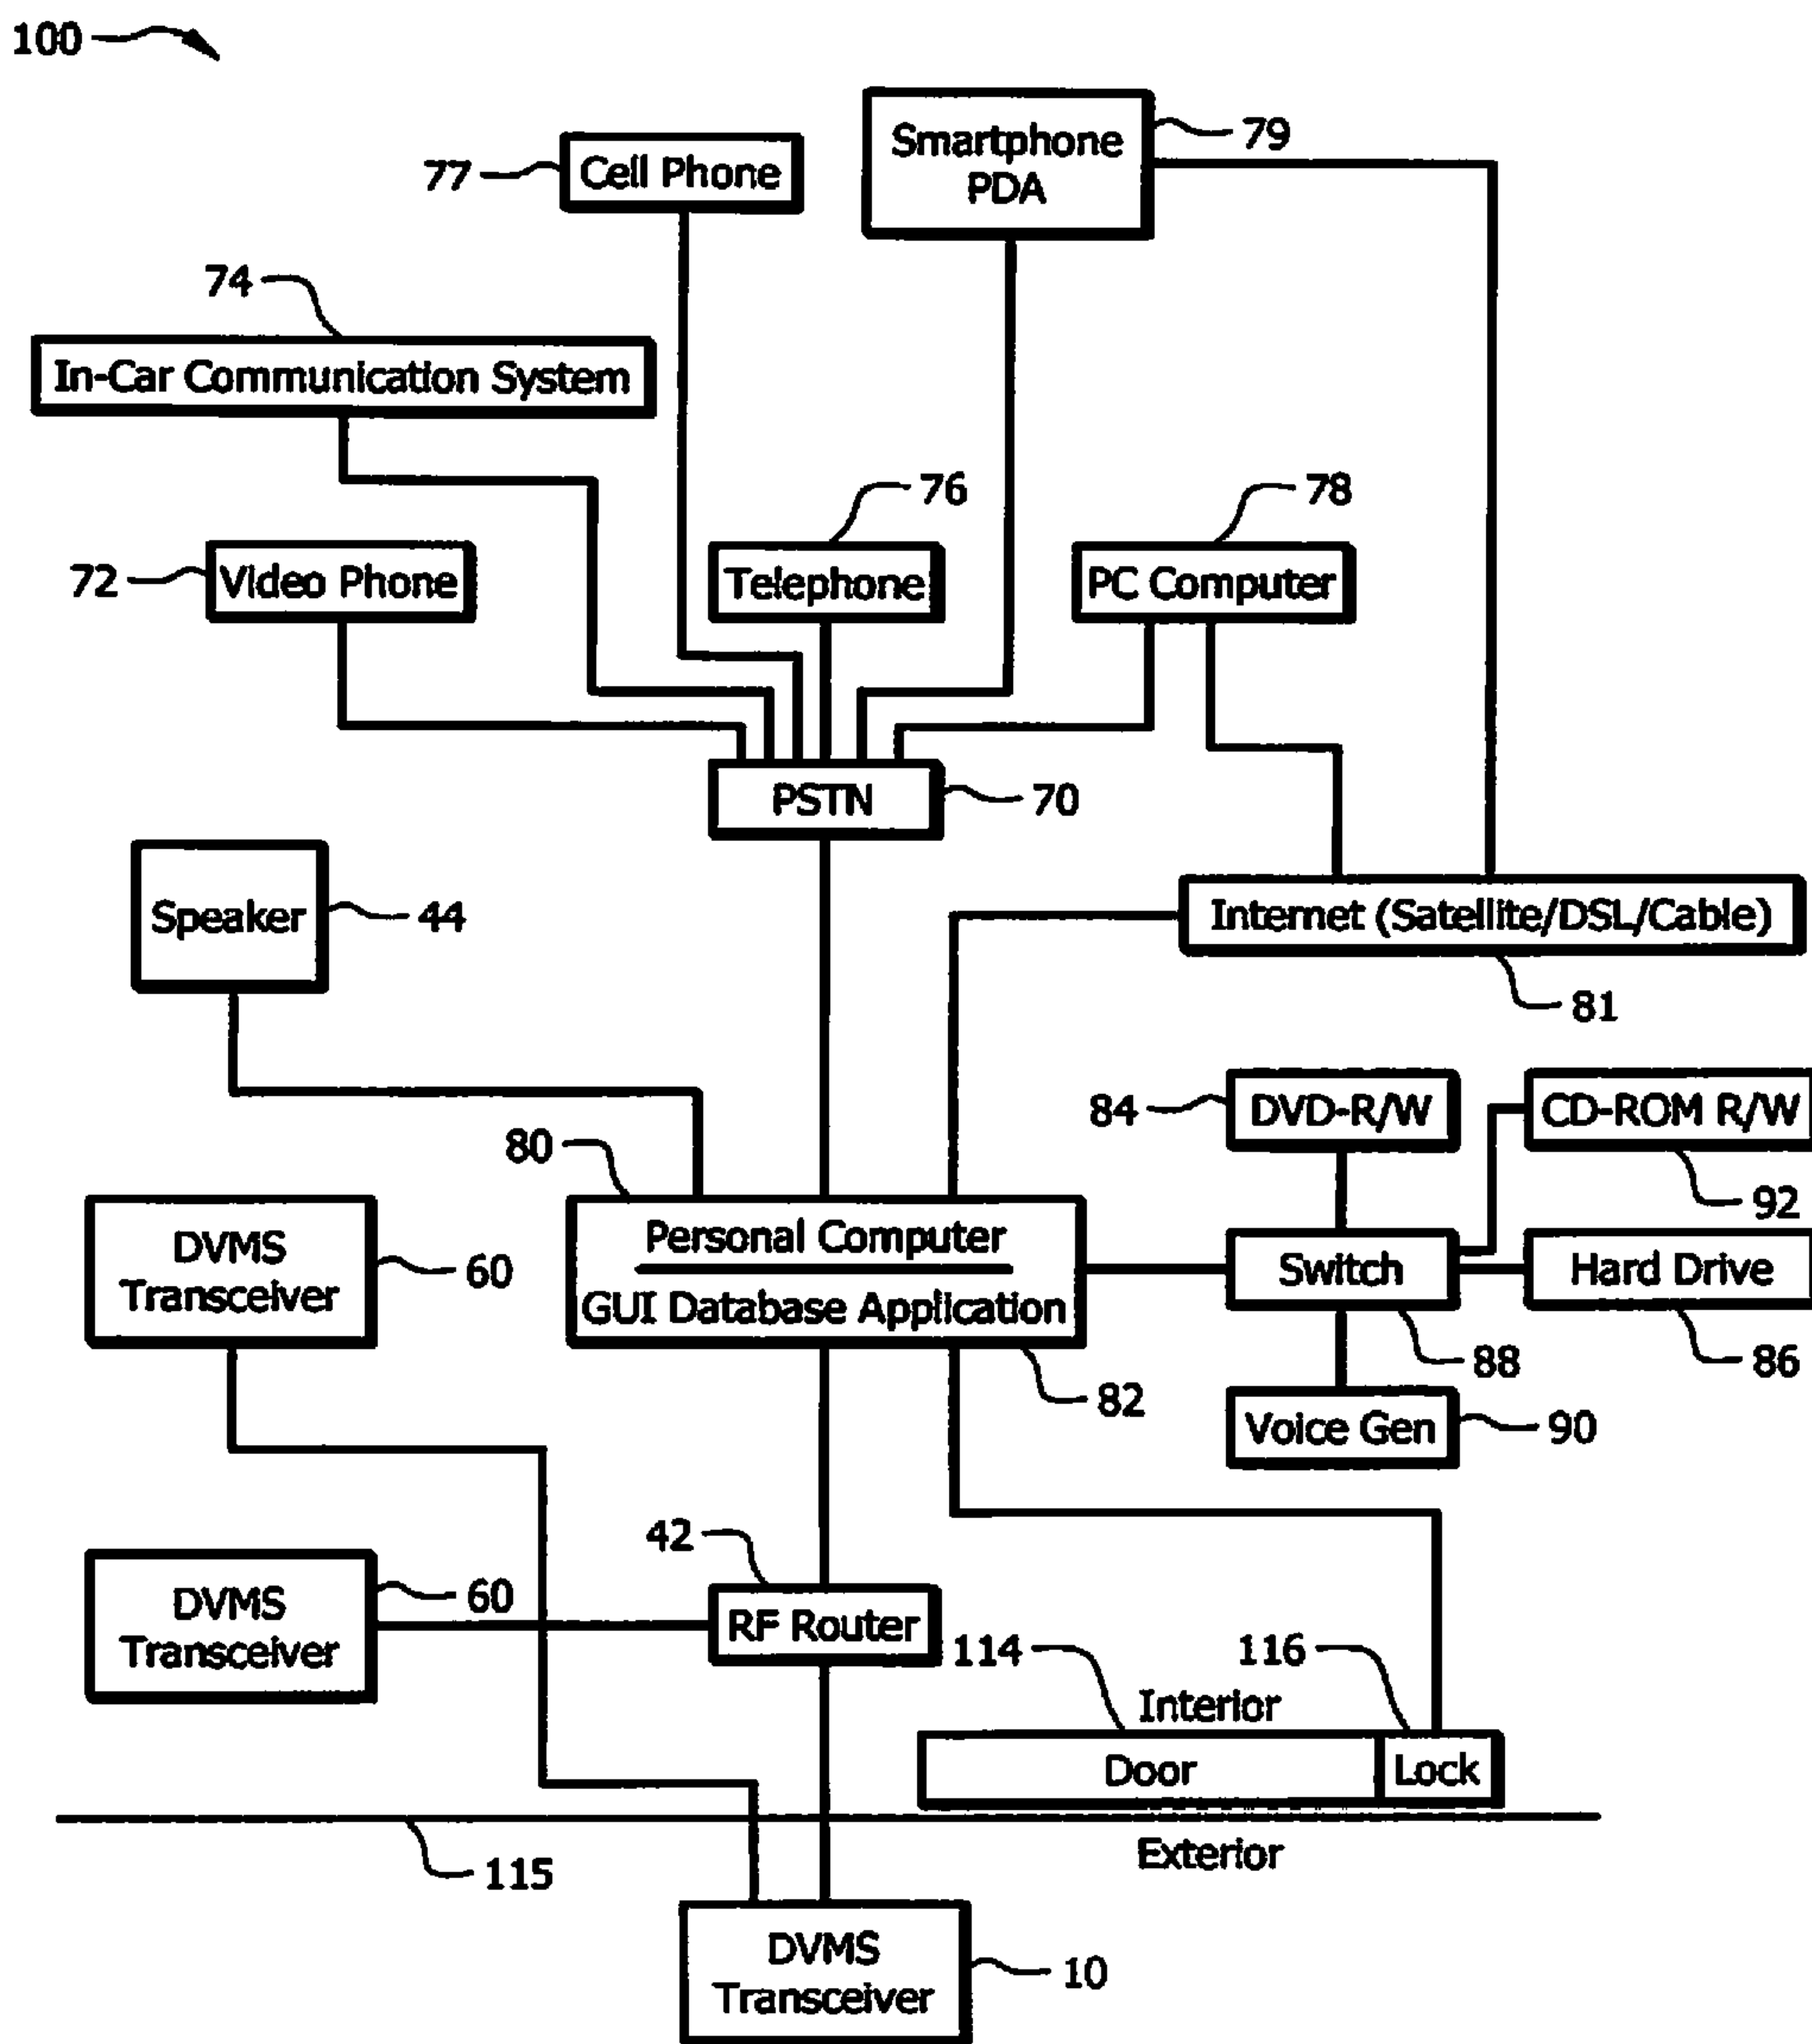 100
Smartphone
PDA
79
77
Cell Phone
74
In-Car Communication System
76
78
72
Video Phone
Telephone
PC Computer
PSTN
70
Speaker
44
Internet (Satellite/DSL/Cable)
81
84
DVD-R/W
CD-ROM R/W
80
92
DVMS
Transceiver
60
Personal Computer
GUI Database Application
Switch
Hard Drive
82
88
86
Voice Gen
90
42
DVMS
Transceiver
60
RF Router
114
116
Interior
Door
Lock
115
Exterior
DVMS
Transceiver
10